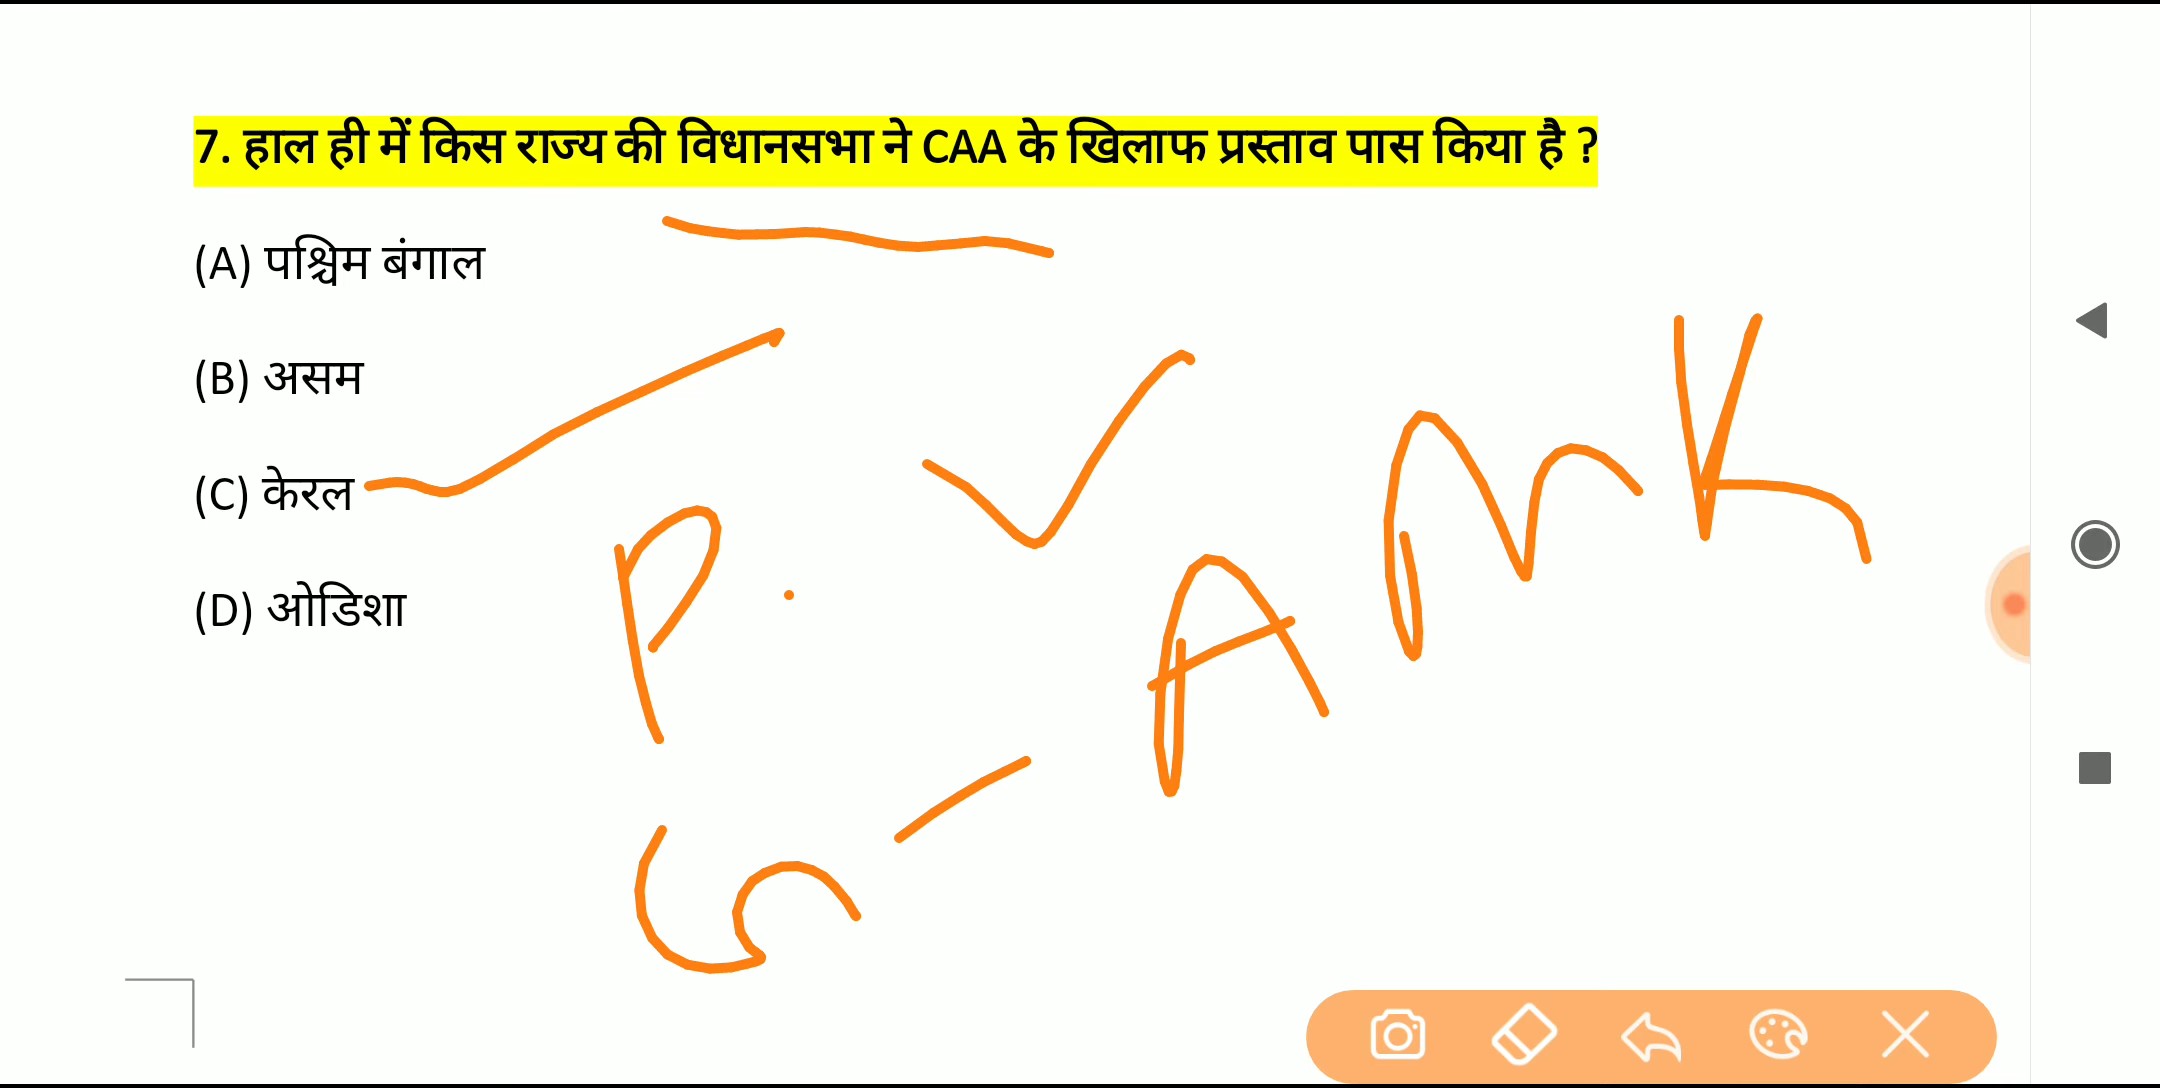 7. हाल ही में किस राज्य की विधानसभा ने CAA के खिलाफ प्रस्ताव पास किया है ?
(A) पश्चिम बंगाल
(B) असम
(C) केरल
(D) ओडिशा
P. A M K